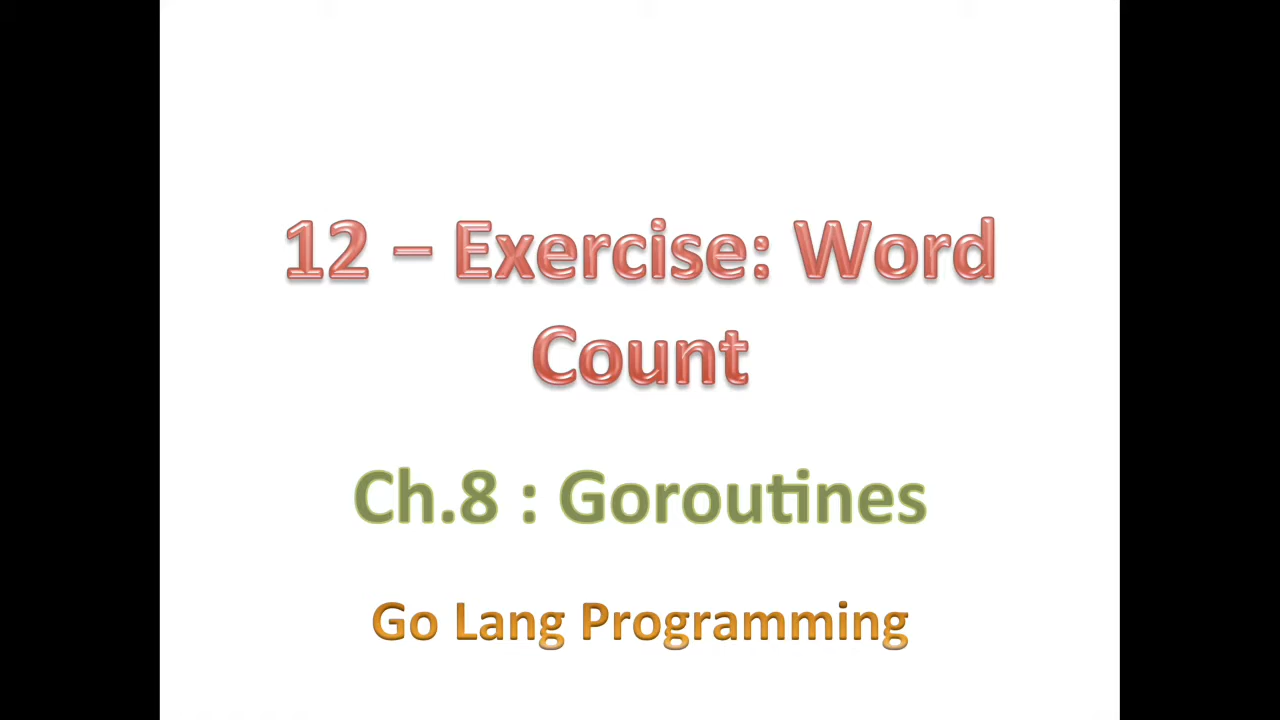 12 – Exercise: Word
Count
Ch.8 : Goroutines
Go Lang Programming